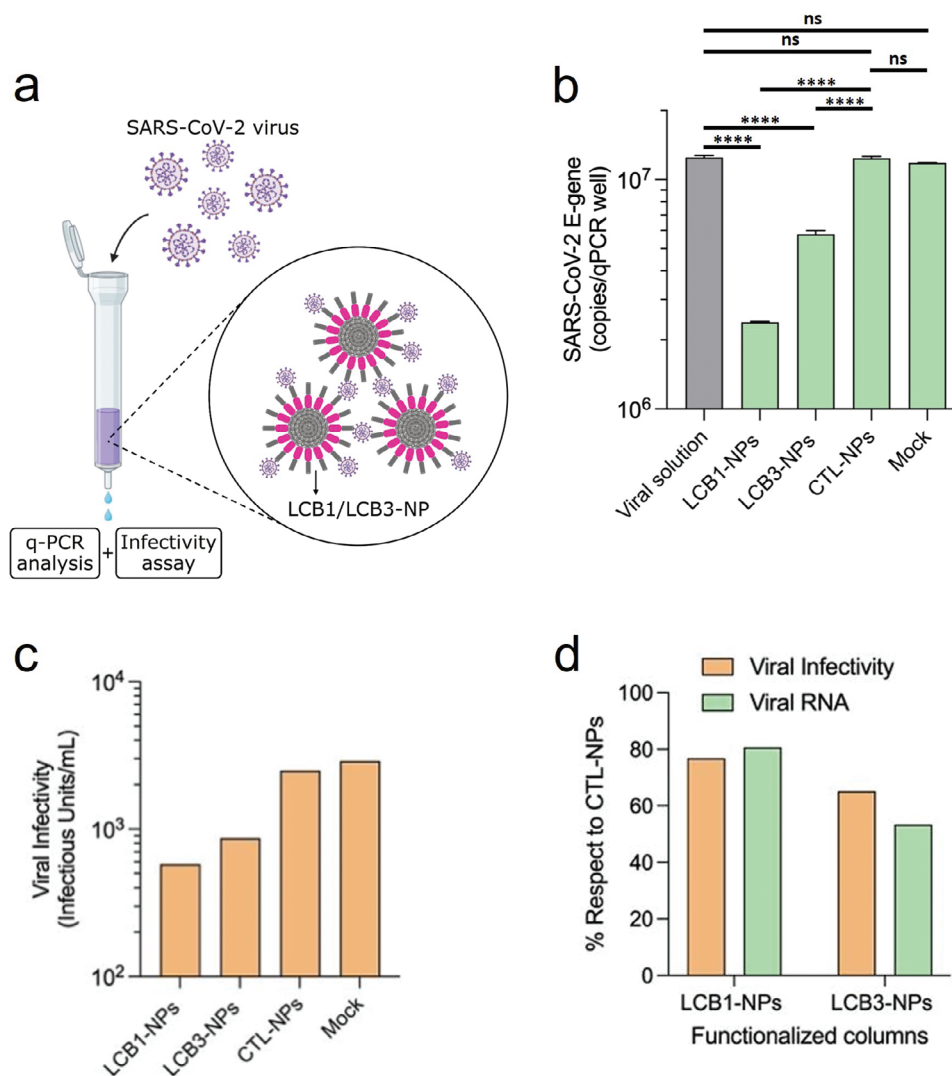 a
SARS-CoV-2 virus
LCB1/LCB3-NP
q-PCR
analysis
+
Infectivity
assay
b
ns
ns
ns
****
****
****
****
SARS-CoV-2 E-gene
(copies/qPCR well)
10⁷
10⁶
Viral solution
LCB1-NPs
LCB3-NPs
CTL-NPs
Mock
c
Viral Infectivity
(Infectious Units/mL)
10⁴
10³
10²
LCB1-NPs
LCB3-NPs
CTL-NPs
Mock
d
Viral Infectivity
Viral RNA
% Respect to CTL-NPs
100
80
60
40
20
0
LCB1-NPs
LCB3-NPs
Functionalized columns